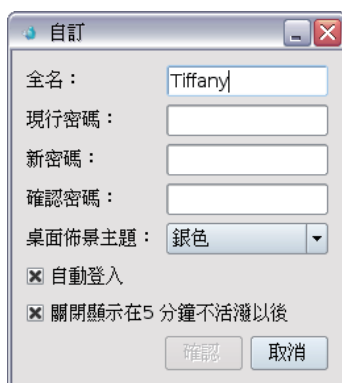 自訂
全名：
Tiffany
現行密碼：
新密碼：
確認密碼：
桌面佈景主題：
銀色
自動登入
關閉顯示在5 分鐘不活潑以後
確認
取消